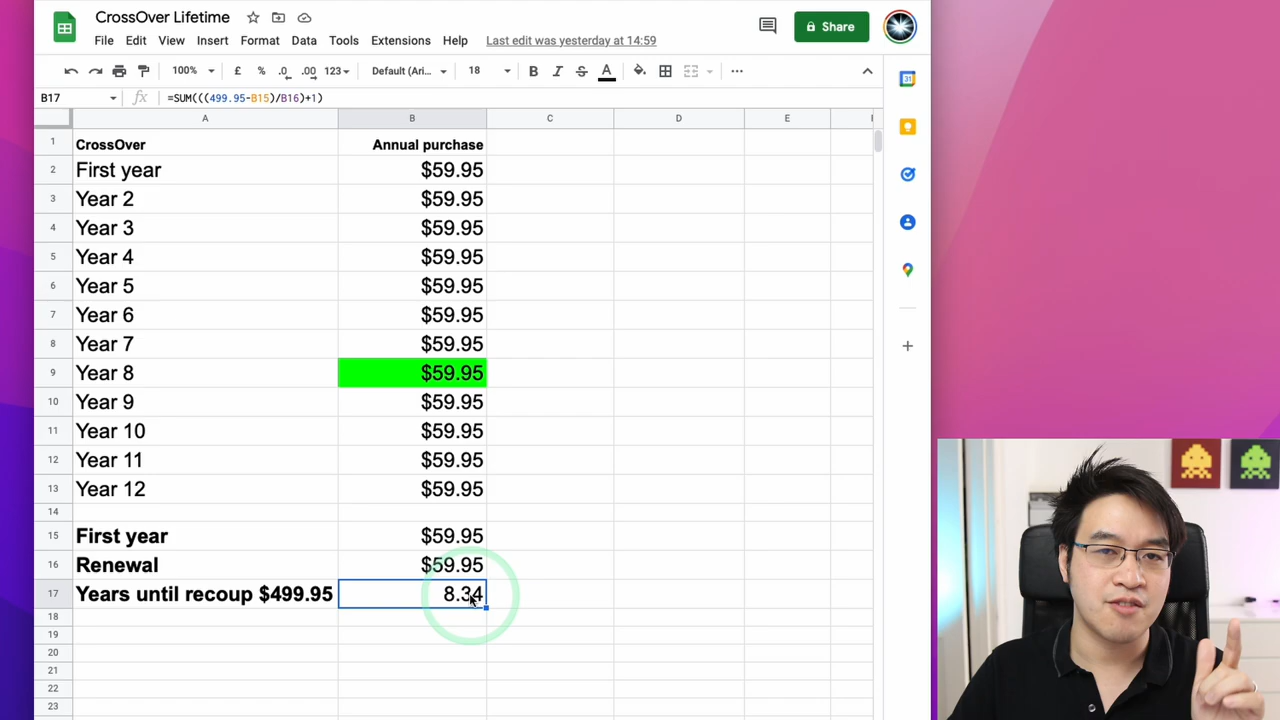 CrossOver Lifetime
File Edit View Insert Format Data Tools Extensions Help Last edit was yesterday at 14:59
Share
100% £ % .0 .00 123 Default (Ari... 18 B I S A
B17 fx =SUM(((499.95-B15)/B16)+1)
A B C D E
1 CrossOver Annual purchase
2 First year $59.95
3 Year 2 $59.95
4 Year 3 $59.95
5 Year 4 $59.95
6 Year 5 $59.95
7 Year 6 $59.95
8 Year 7 $59.95
9 Year 8 $59.95
10 Year 9 $59.95
11 Year 10 $59.95
12 Year 11 $59.95
13 Year 12 $59.95
14
15 First year $59.95
16 Renewal $59.95
17 Years until recoup $499.95 8.34
18
19
20
21
22
23
31